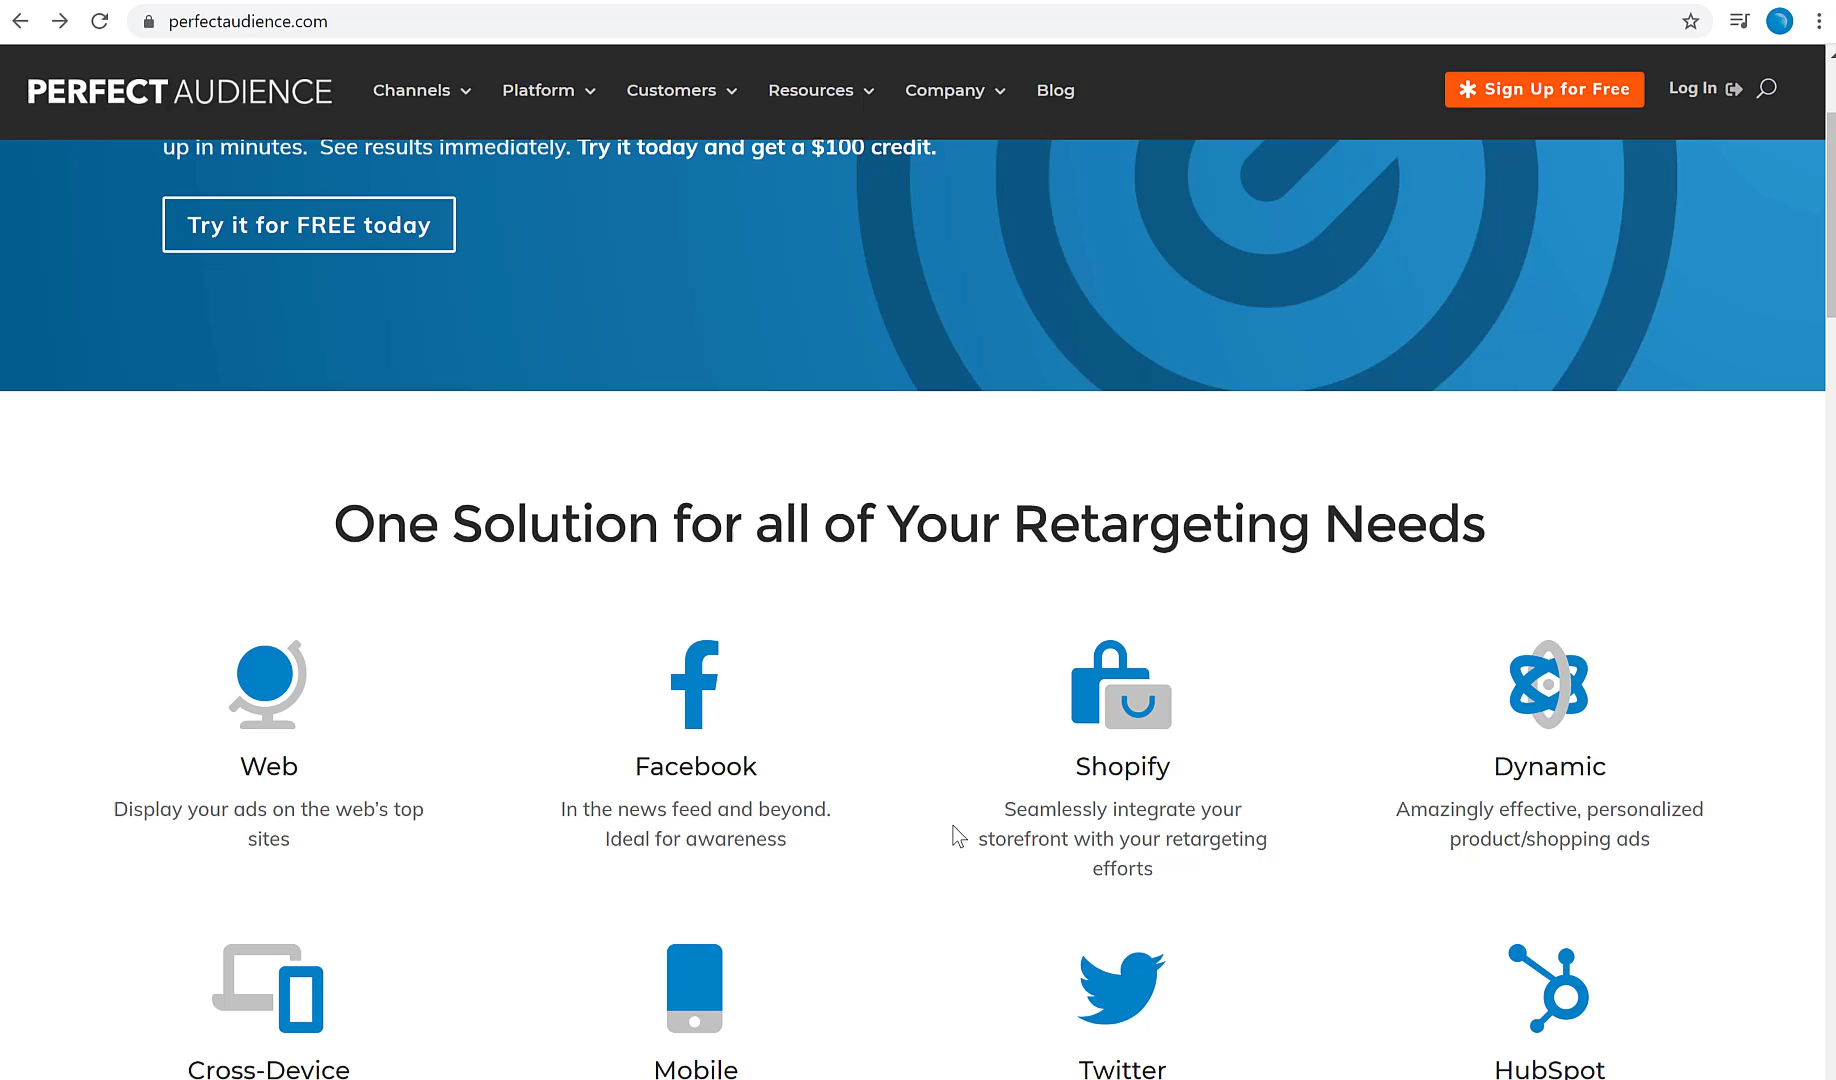 perfectaudience.com
PERFECT AUDIENCE
Channels
Platform
Customers
Resources
Company
Blog
Sign Up for Free
Log In
up in minutes. See results immediately. Try it today and get a $100 credit.
Try it for FREE today
One Solution for all of Your Retargeting Needs
Web
Display your ads on the web's top
sites
Facebook
In the news feed and beyond.
Ideal for awareness
Shopify
Seamlessly integrate your
storefront with your retargeting
efforts
Dynamic
Amazingly effective, personalized
product/shopping ads
Cross-Device
Mobile
Twitter
HubSpot